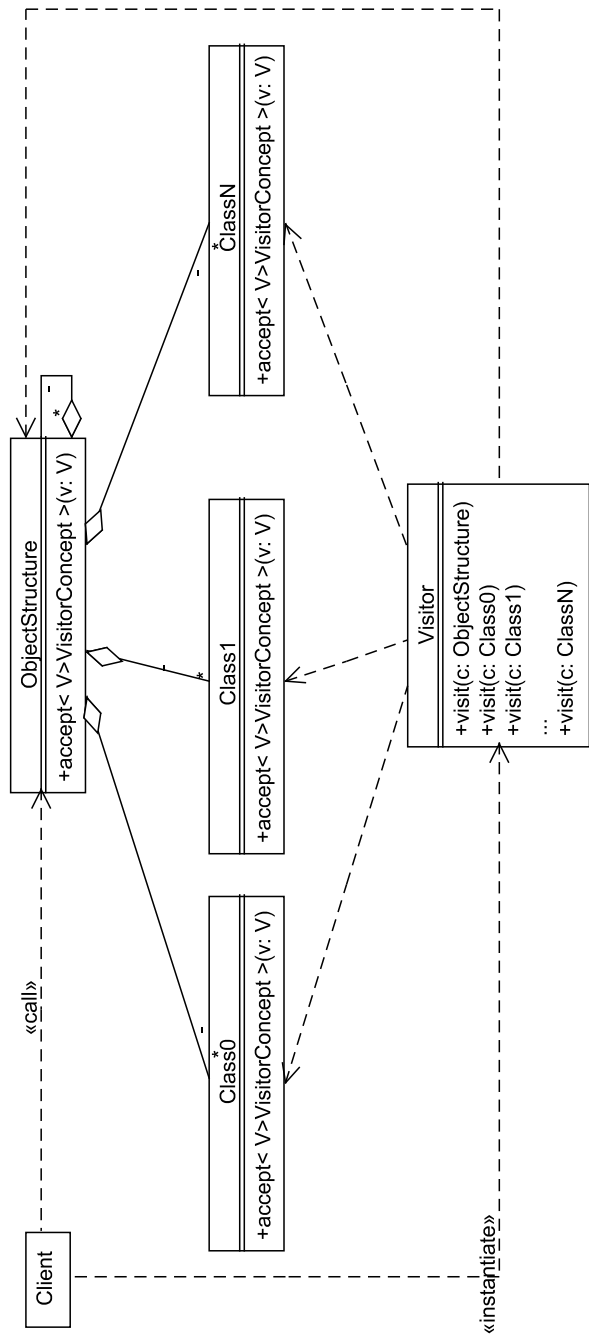 Client
«call»
«instantiate»
ObjectStructure
+accept< V>VisitorConcept >(v: V)
*
-
-
*
Class0
+accept< V>VisitorConcept >(v: V)
-
*
Class1
+accept< V>VisitorConcept >(v: V)
-
*
ClassN
+accept< V>VisitorConcept >(v: V)
Visitor
+visit(c: ObjectStructure)
+visit(c: Class0)
+visit(c: Class1)
...
+visit(c: ClassN)